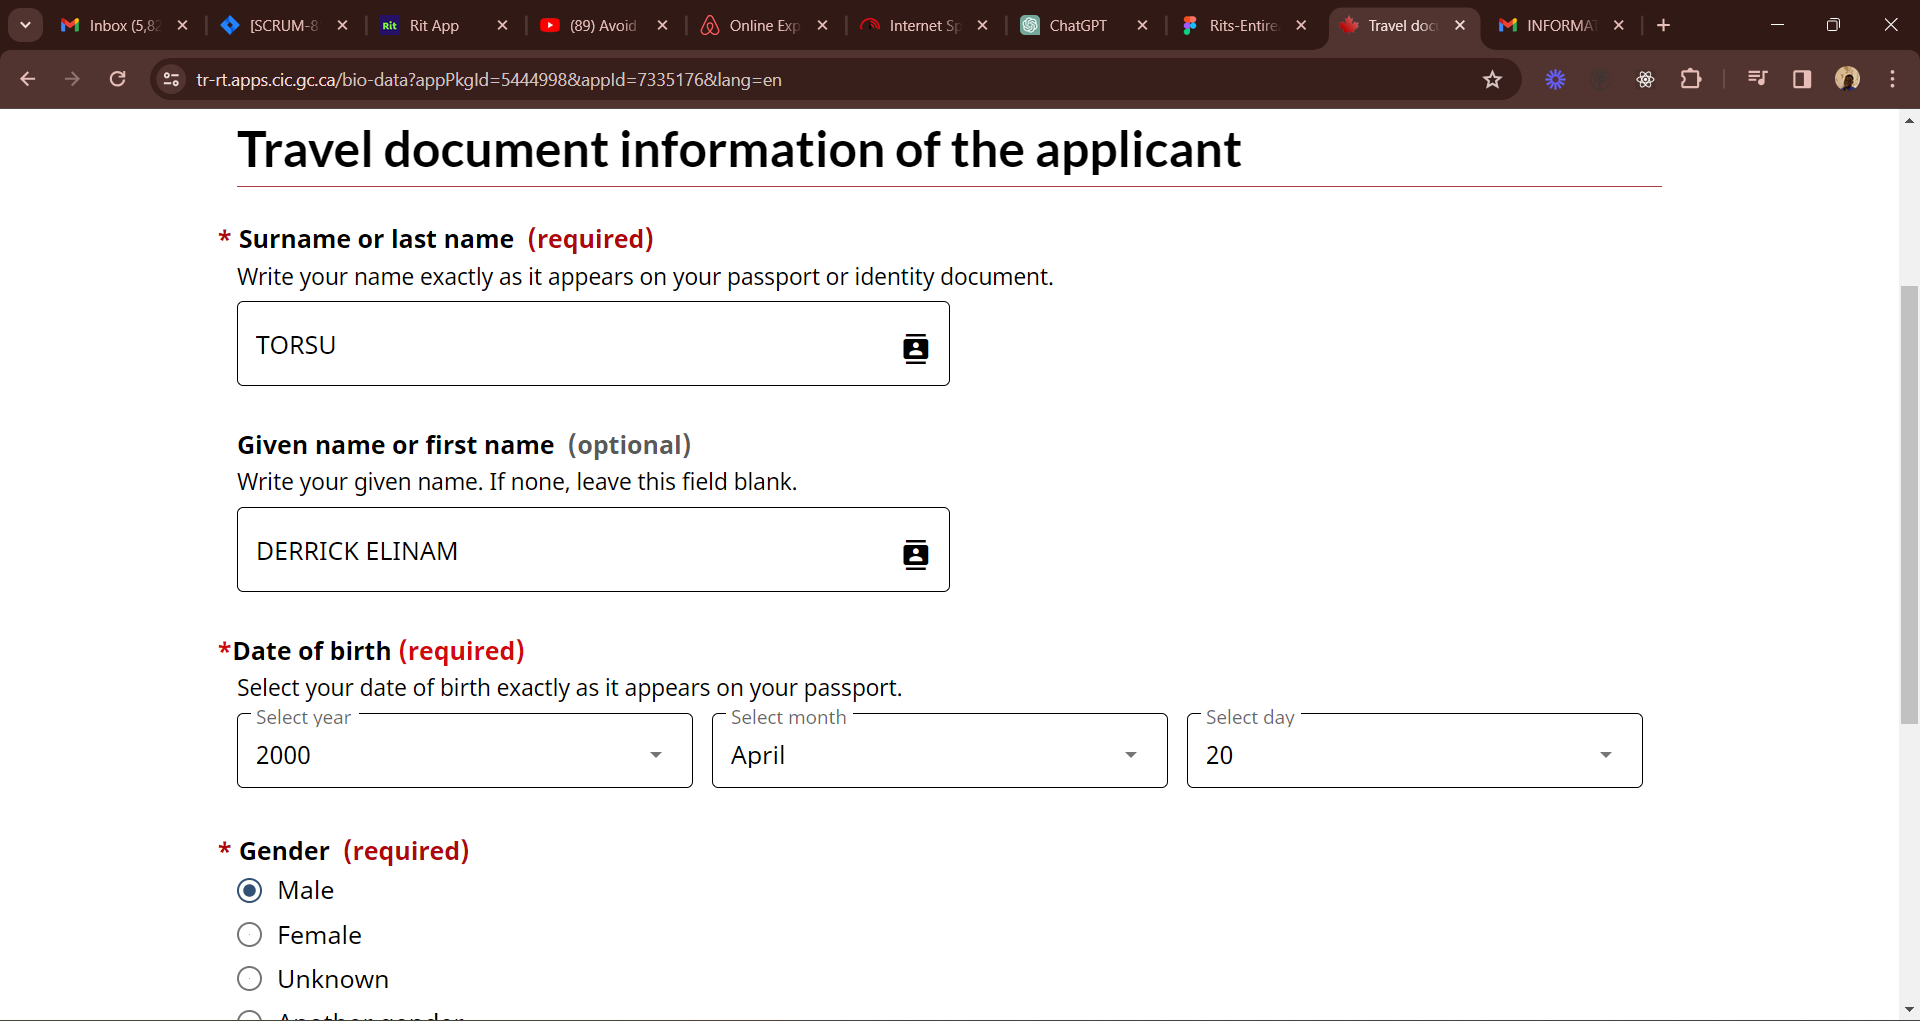 Inbox (5,82
[SCRUM-8
Rit
Rit App
(89) Avoid
Online Exp
Internet Sp
ChatGPT
Rits-Entire
Travel doc
INFORMA
tr-rt.apps.cic.gc.ca/bio-data?appPkgId=5444998&appId=7335176&lang=en
Travel document information of the applicant
* Surname or last name (required)
Write your name exactly as it appears on your passport or identity document.
TORSU
Given name or first name (optional)
Write your given name. If none, leave this field blank.
DERRICK ELINAM
*Date of birth (required)
Select your date of birth exactly as it appears on your passport.
Select year Select month Select day
2000 April 20
* Gender (required)
Male
Female
Unknown
Another gender